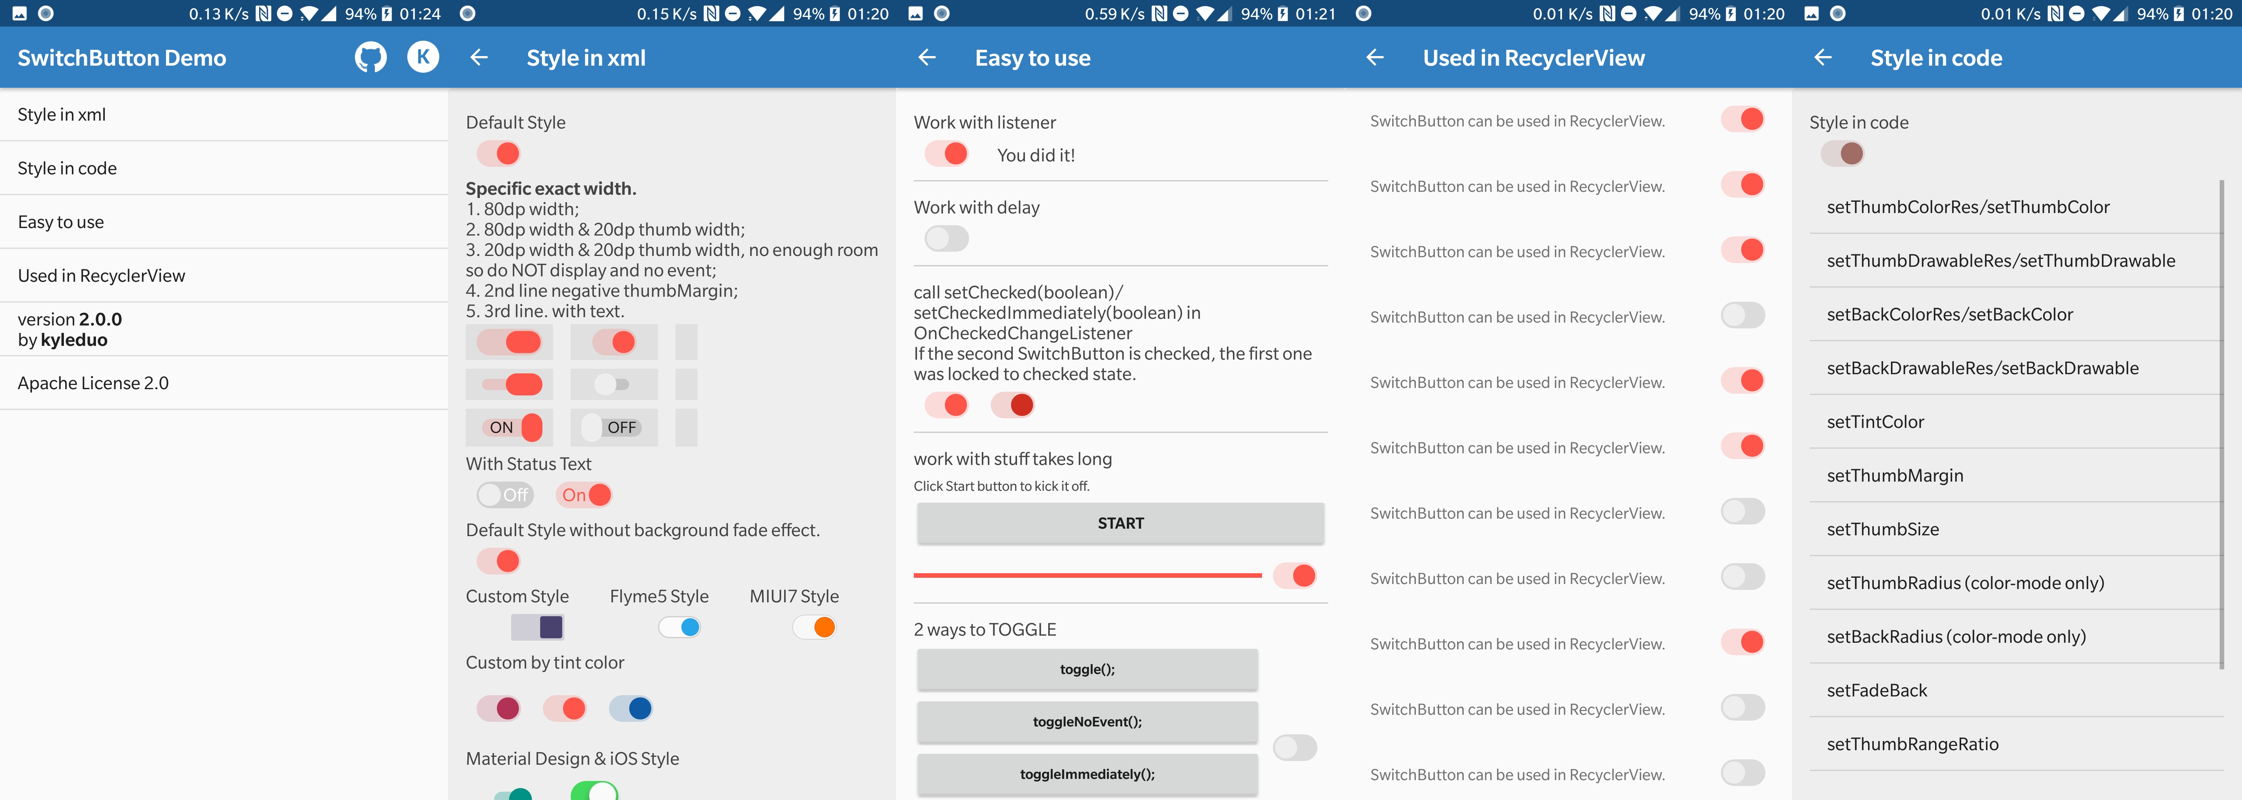 0.13 K/s 94% 01:24
SwitchButton Demo K
Style in xml
Style in code
Easy to use
Used in RecyclerView
version 2.0.0
by kyleduo
Apache License 2.0
0.15 K/s 94% 01:20
Style in xml
Default Style
Specific exact width.
1. 80dp width;
2. 80dp width & 20dp thumb width;
3. 20dp width & 20dp thumb width, no enough room
so do NOT display and no event;
4. 2nd line negative thumbMargin;
5. 3rd line. with text.
ON OFF
With Status Text
Off On
Default Style without background fade effect.
Custom Style Flyme5 Style MIUI7 Style
Custom by tint color
Material Design & iOS Style
0.59 K/s 94% 01:21
Easy to use
Work with listener
You did it!
Work with delay
call setChecked(boolean)/
setCheckedImmediately(boolean) in
OnCheckedChangeListener
If the second SwitchButton is checked, the first one
was locked to checked state.
work with stuff takes long
Click Start button to kick it off.
START
2 ways to TOGGLE
toggle();
toggleNoEvent();
toggleImmediately();
0.01 K/s 94% 01:20
Used in RecyclerView
SwitchButton can be used in RecyclerView.
SwitchButton can be used in RecyclerView.
SwitchButton can be used in RecyclerView.
SwitchButton can be used in RecyclerView.
SwitchButton can be used in RecyclerView.
SwitchButton can be used in RecyclerView.
SwitchButton can be used in RecyclerView.
SwitchButton can be used in RecyclerView.
SwitchButton can be used in RecyclerView.
SwitchButton can be used in RecyclerView.
SwitchButton can be used in RecyclerView.
0.01 K/s 94% 01:20
Style in code
Style in code
setThumbColorRes/setThumbColor
setThumbDrawableRes/setThumbDrawable
setBackColorRes/setBackColor
setBackDrawableRes/setBackDrawable
setTintColor
setThumbMargin
setThumbSize
setThumbRadius (color-mode only)
setBackRadius (color-mode only)
setFadeBack
setThumbRangeRatio